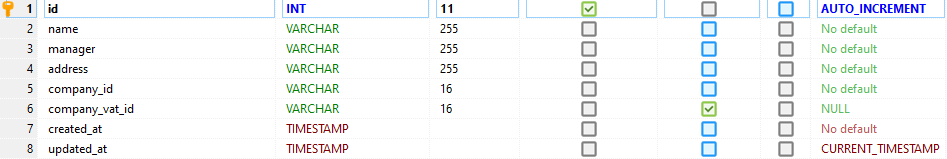 1 id INT 11 AUTO_INCREMENT
2 name VARCHAR 255 No default
3 manager VARCHAR 255 No default
4 address VARCHAR 255 No default
5 company_id VARCHAR 16 No default
6 company_vat_id VARCHAR 16 NULL
7 created_at TIMESTAMP No default
8 updated_at TIMESTAMP CURRENT_TIMESTAMP